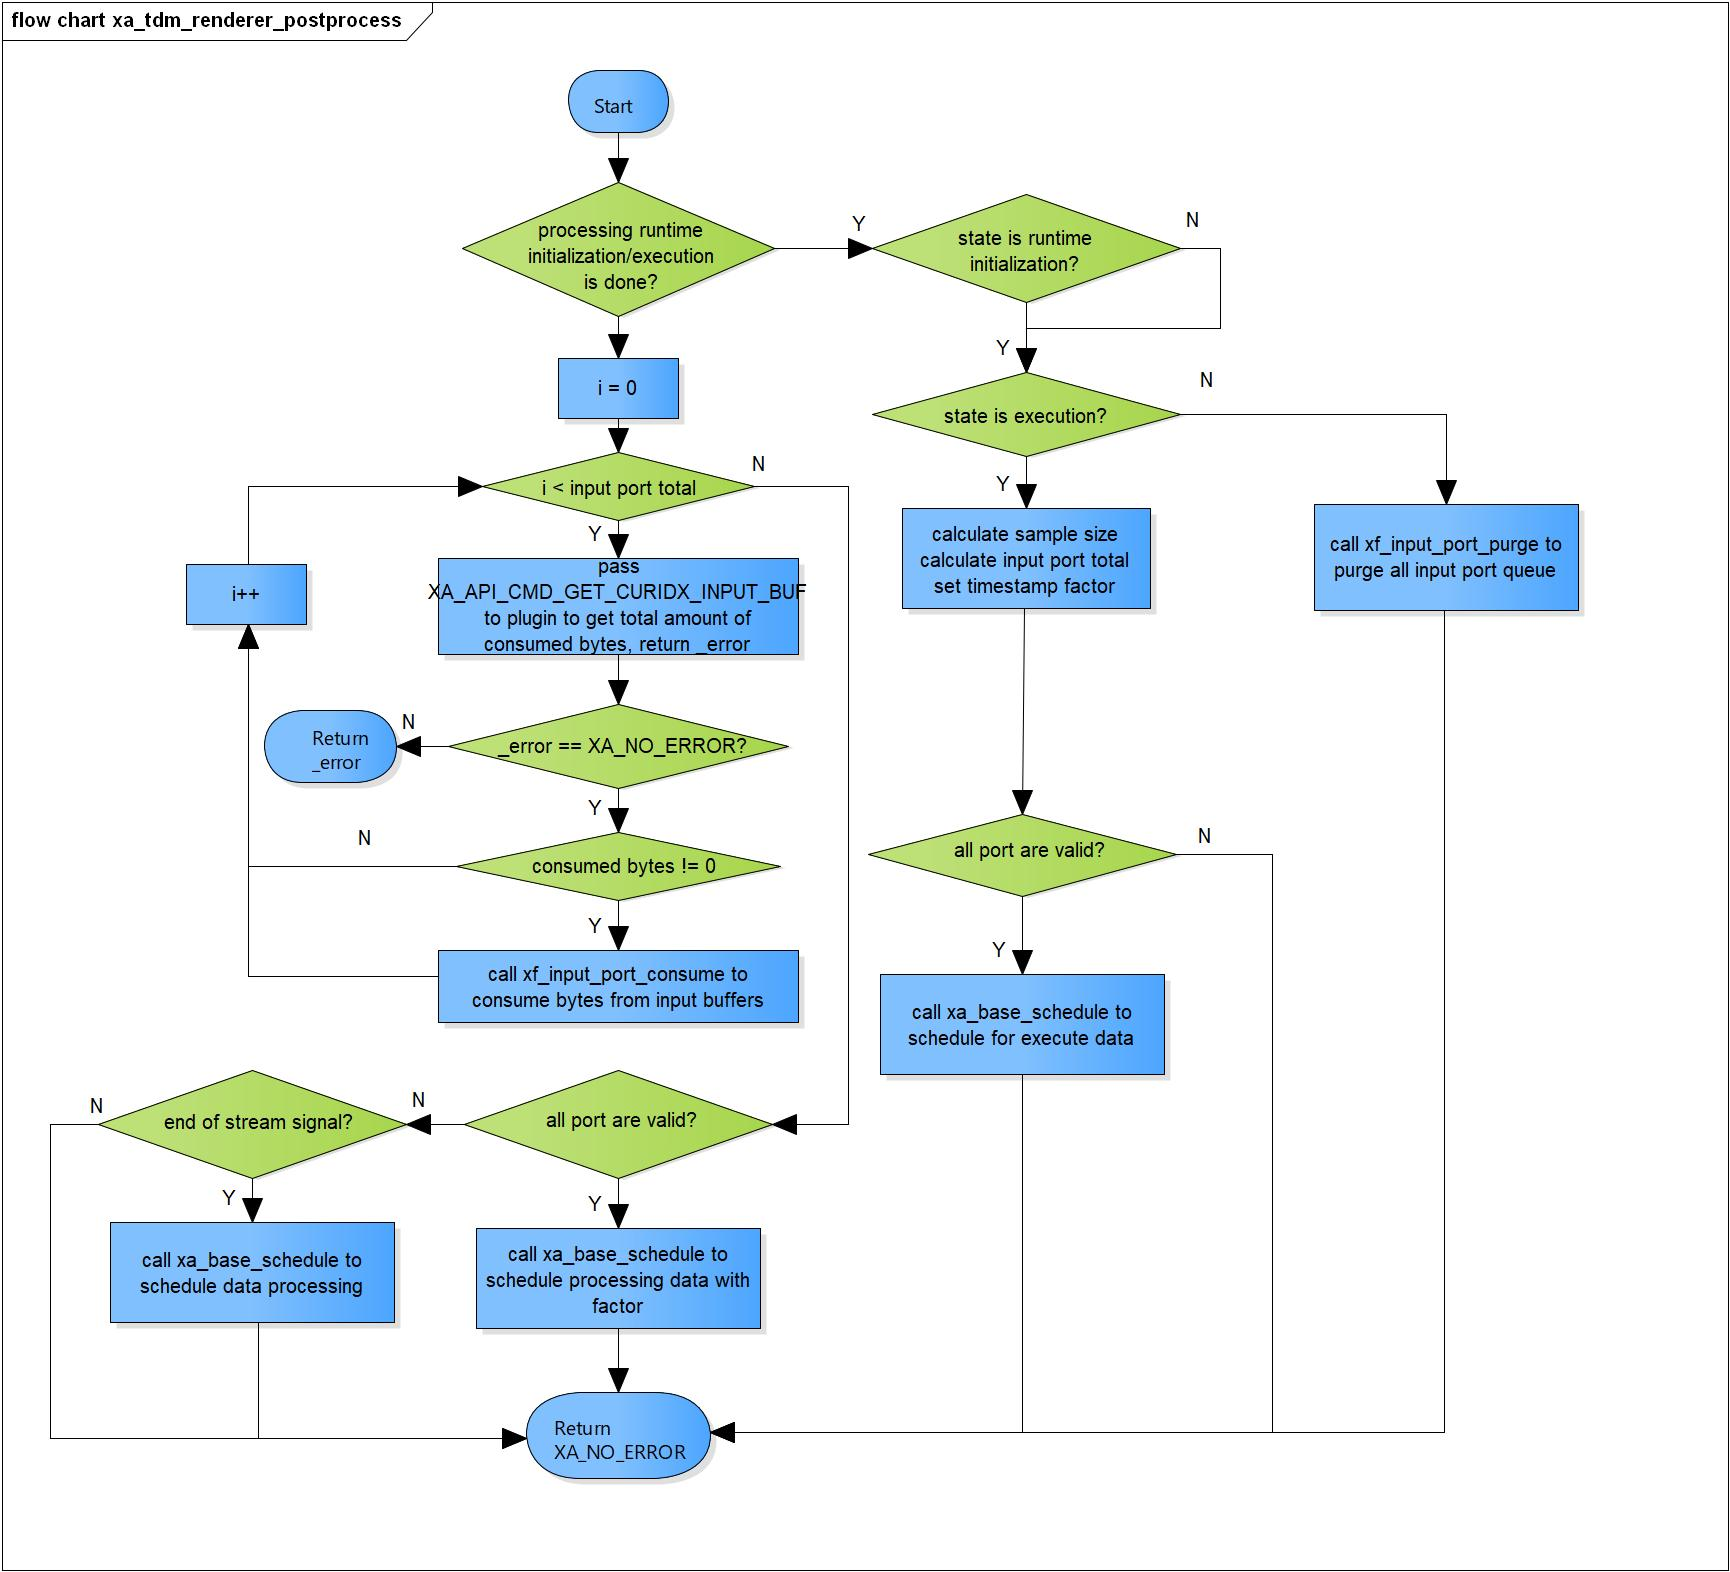 flow chart xa_tdm_renderer_postprocess
Start
processing runtime
initialization/execution
is done?
Y
state is runtime
initialization?
N
Y
i = 0
state is execution?
N
i < input port total
N
Y
Y
calculate sample size
calculate input port total
set timestamp factor
call xf_input_port_purge to
purge all input port queue
i++
pass
XA_API_CMD_GET_CURIDX_INPUT_BUF
to plugin to get total amount of
consumed bytes, return _error
Return
_error
N
_error == XA_NO_ERROR?
Y
N
consumed bytes != 0
Y
all port are valid?
N
Y
call xf_input_port_consume to
consume bytes from input buffers
call xa_base_schedule to
schedule for execute data
N
end of stream signal?
N
all port are valid?
Y
Y
call xa_base_schedule to
schedule data processing
call xa_base_schedule to
schedule processing data with
factor
Return
XA_NO_ERROR